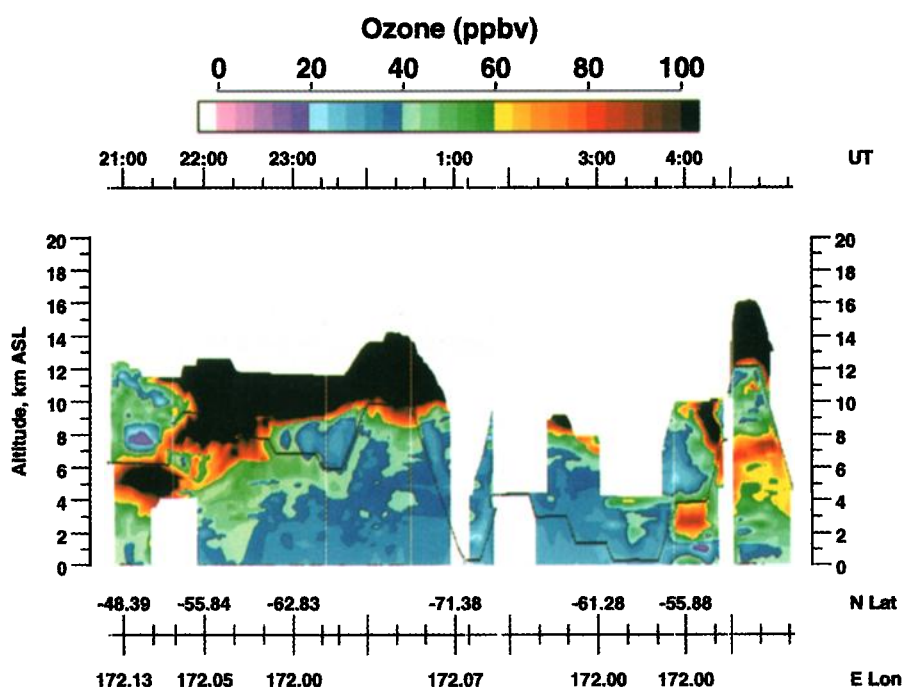 Ozone (ppbv)
0 20 40 60 80 100
21:00 22:00 23:00 1:00 3:00 4:00 UT
20 20
18 18
16 16
14 14
12 12
10 10
8 8
6 6
4 4
2 2
0 0
Altitude, km ASL
-48.39 -55.84 -62.83 -71.38 -61.28 -55.88 N Lat
172.13 172.05 172.00 172.07 172.00 172.00 E Lon